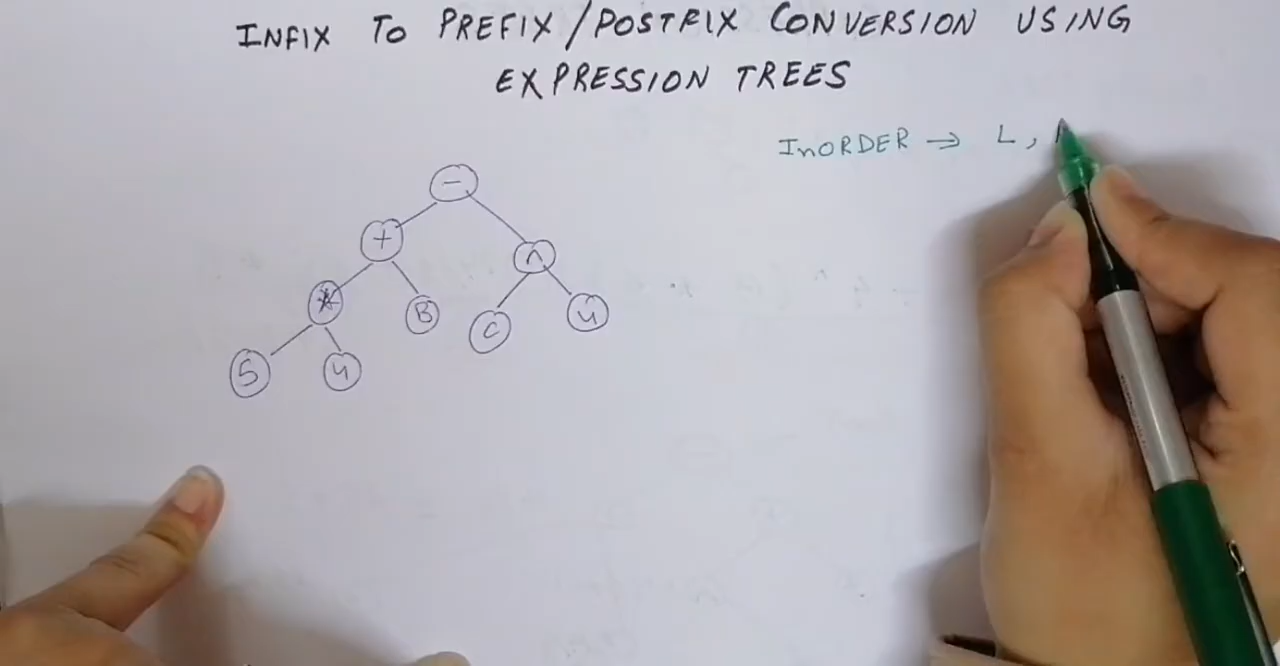 INFIX TO PREFIX/POSTFIX CONVERSION USING
EXPRESSION TREES
InORDER → L,
-
+ ^
* B C 4
5 4